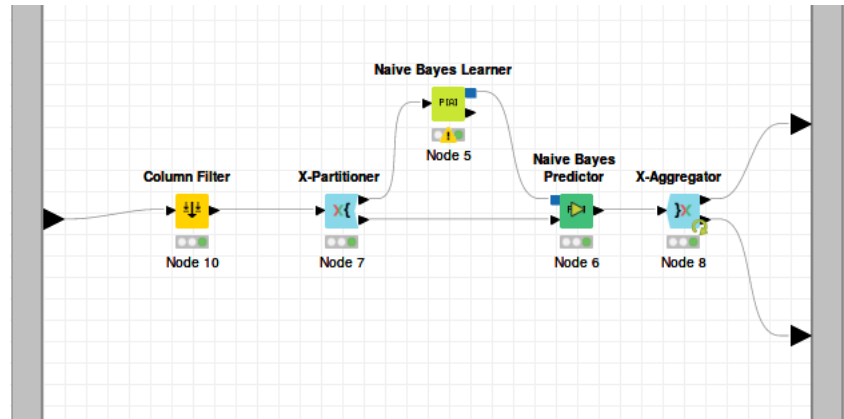 Naive Bayes Learner
P(A)
Node 5
Column Filter
Node 10
X-Partitioner
X{
Node 7
Naive Bayes
Predictor
Node 6
X-Aggregator
}X
Node 8